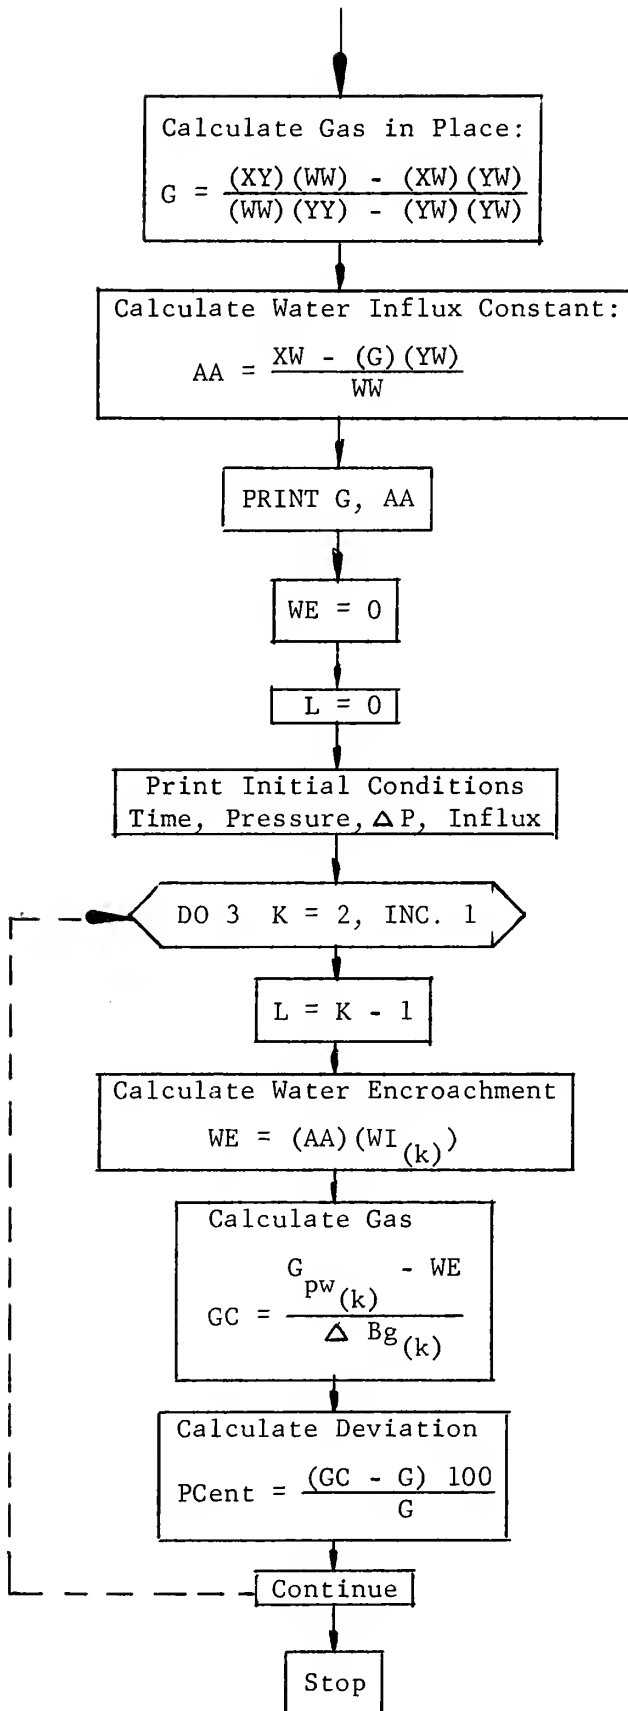 Calculate Gas in Place:
G = (XY)(WW) - (XW)(YW)
(WW)(YY) - (YW)(YW)
Calculate Water Influx Constant:
AA = XW - (G)(YW)
WW
PRINT G, AA
WE = 0
L = 0
Print Initial Conditions
Time, Pressure, Δ P, Influx
DO 3 K = 2, INC. 1
L = K - 1
Calculate Water Encroachment
WE = (AA)(WI(k))
Calculate Gas
GC = Gpw(k) - WE
Δ Bg(k)
Calculate Deviation
PCent = (GC - G) 100
G
Continue
Stop